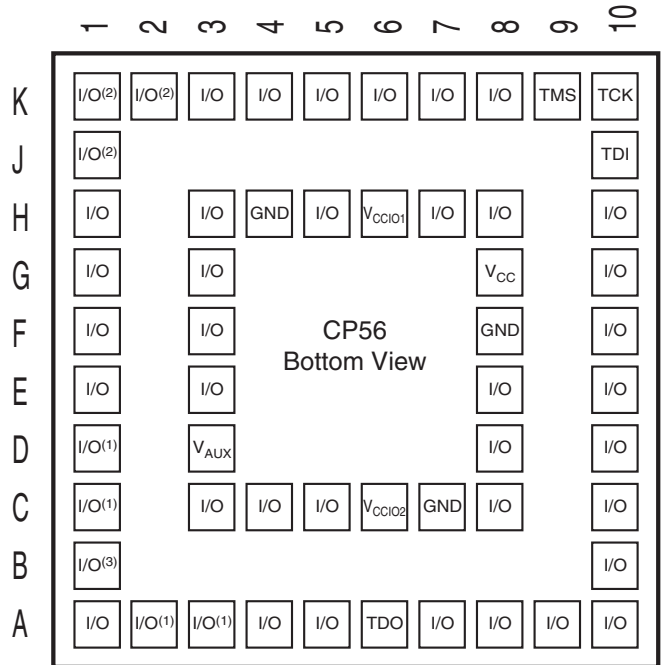 1 2 3 4 5 6 7 8 9 10
K I/O(2) I/O(2) I/O I/O I/O I/O I/O I/O TMS TCK
J I/O(2) TDI
H I/O I/O GND I/O VCCIO1 I/O I/O I/O
G I/O I/O VCC I/O
F I/O I/O CP56 GND I/O
Bottom View
E I/O I/O I/O I/O
D I/O(1) VAUX I/O I/O
C I/O(1) I/O I/O I/O VCCIO2 GND I/O I/O
B I/O(3) I/O
A I/O I/O(1) I/O(1) I/O I/O TDO I/O I/O I/O I/O